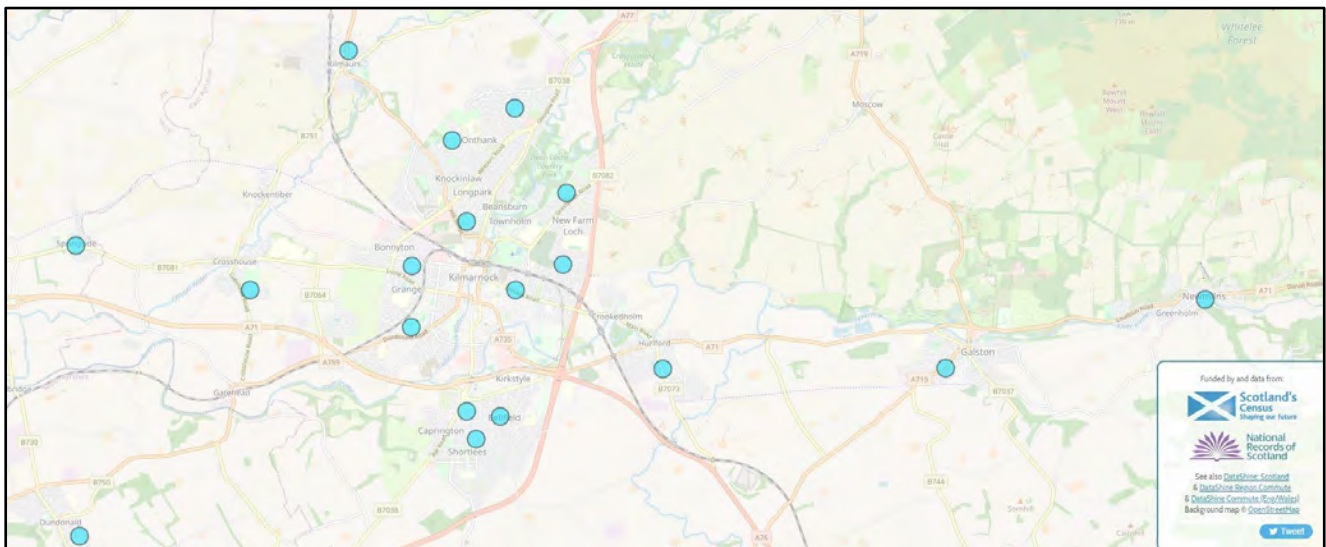 A77
A719
Whitelee
Forest
Kilmaurs
B7038
Moscow
B751
Onthank
Knockinlaw
Longpark
B7082
Knockentiber
Beansburn
Townholm
New Farm
Loch
Springside
Bonnyton
Crosshouse
B7081
Kilmarnock
Grange
B7064
Newmilns
A71
Greenholm
Crookedholm
A71
A735
Hurlford
A71
Galston
A759
Gatehead
Kirkstyle
B7073
A719
B7037
Bellfield
Caprington
Shortlees
B730
B750
B7038
B744
Dundonald
A76
Funded by and data from:
Scotland's
Census
Shaping our future
National
Records of
Scotland
See also DataShine: Scotland
& DataShine Region Commute
& DataShine Commute (Eng/Wales)
Background map © OpenStreetMap
Tweet